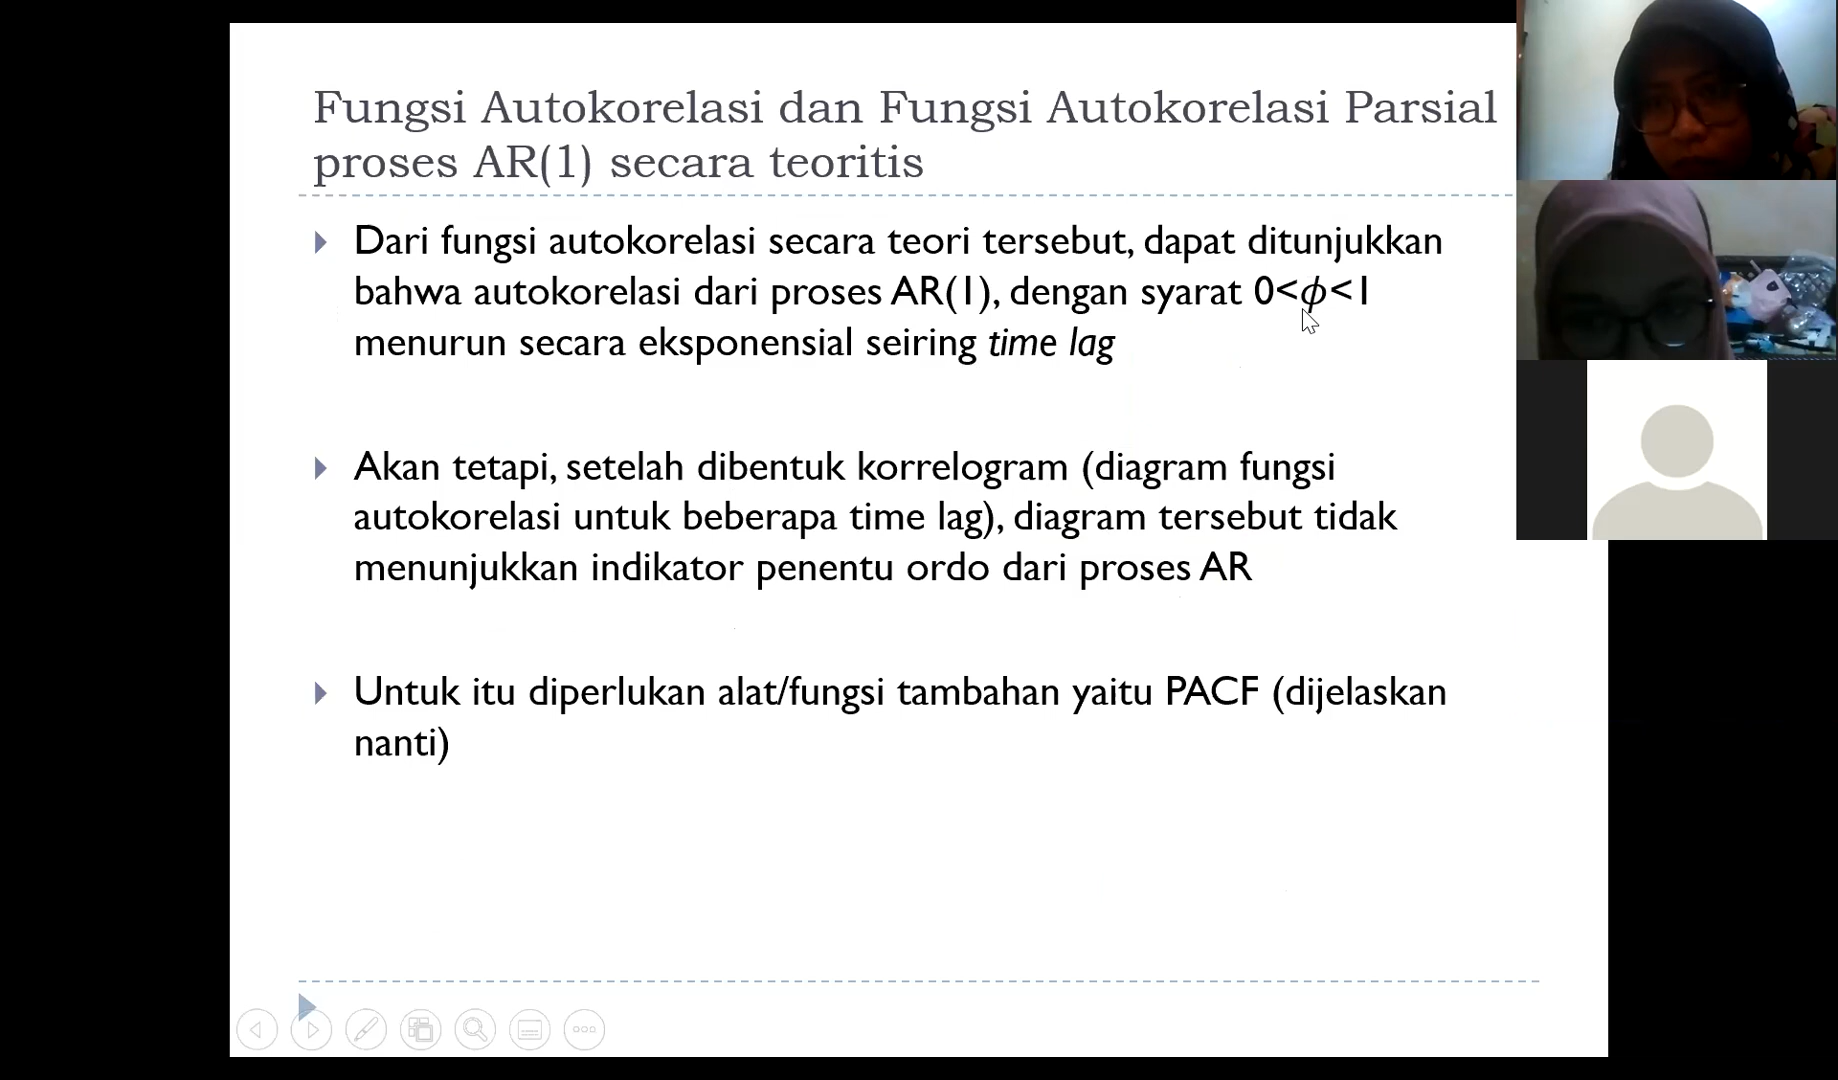 Fungsi Autokorelasi dan Fungsi Autokorelasi Parsial
proses AR(1) secara teoritis
Dari fungsi autokorelasi secara teori tersebut, dapat ditunjukkan
bahwa autokorelasi dari proses AR(1), dengan syarat 0<ϕ<1
menurun secara eksponensial seiring time lag
Akan tetapi, setelah dibentuk korrelogram (diagram fungsi
autokorelasi untuk beberapa time lag), diagram tersebut tidak
menunjukkan indikator penentu ordo dari proses AR
Untuk itu diperlukan alat/fungsi tambahan yaitu PACF (dijelaskan
nanti)